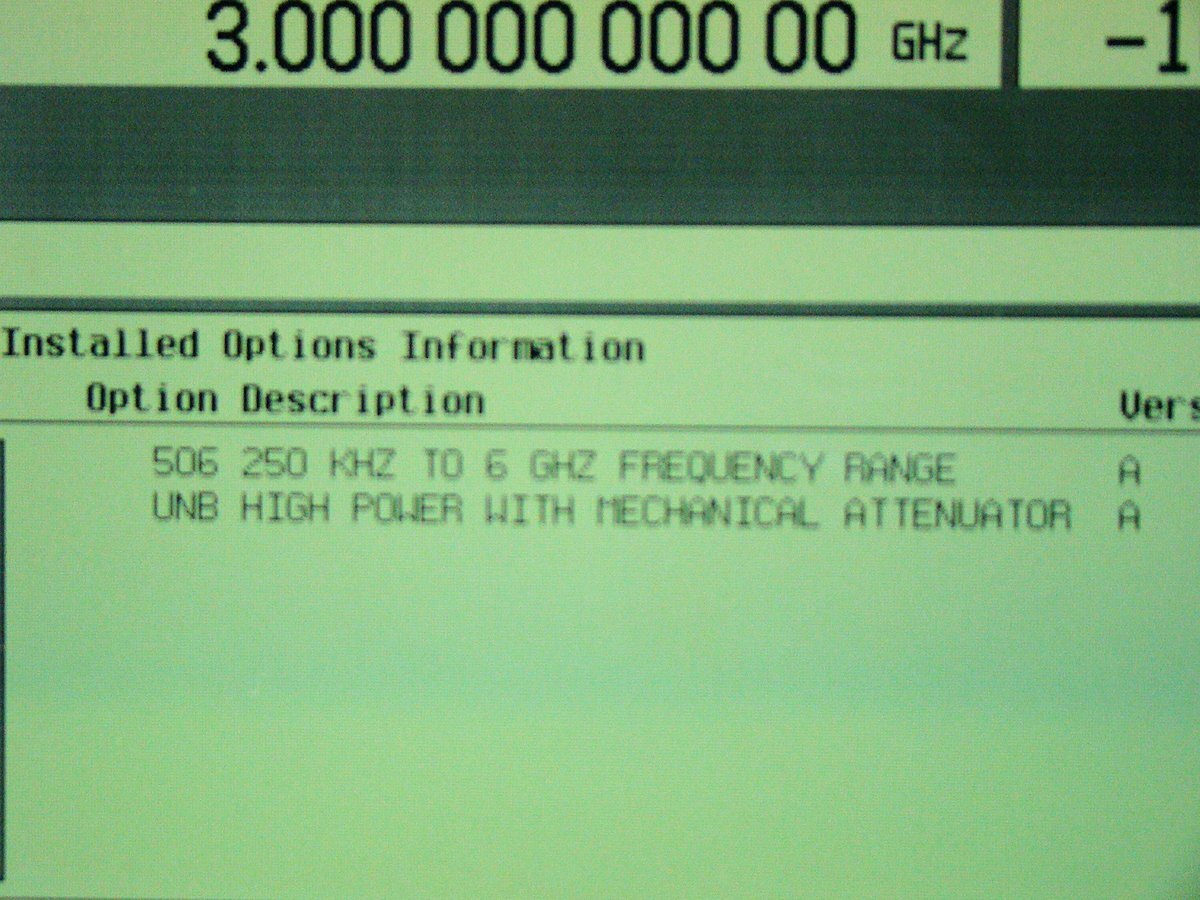 3.000 000 000 00 GHz -1
Installed Options Information
Option Description Vers
506 250 KHZ TO 6 GHZ FREQUENCY RANGE A
UNB HIGH POWER WITH MECHANICAL ATTENUATOR A